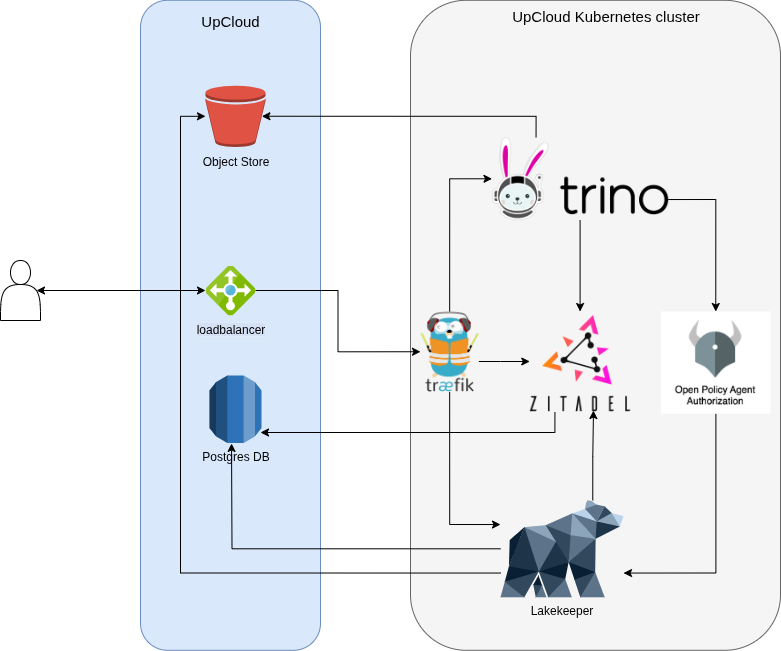 UpCloud
UpCloud Kubernetes cluster
Object Store
trino
loadbalancer
træfik
ZITADEL
Open Policy Agent
Authorization
Postgres DB
Lakekeeper